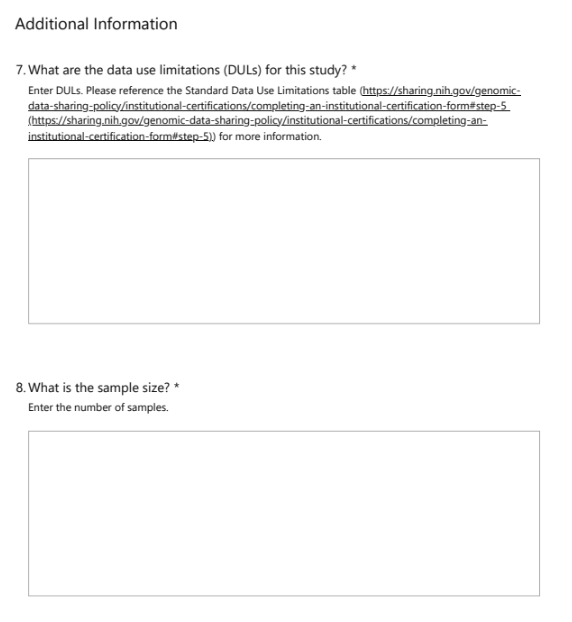 Additional Information
7. What are the data use limitations (DULs) for this study? *
Enter DULs. Please reference the Standard Data Use Limitations table (https://sharing.nih.gov/genomic-
data-sharing-policy/institutional-certifications/completing-an-institutional-certification-form#step-5
(https://sharing.nih.gov/genomic-data-sharing-policy/institutional-certifications/completing-an-
institutional-certification-form#step-5)) for more information.
8. What is the sample size? *
Enter the number of samples.